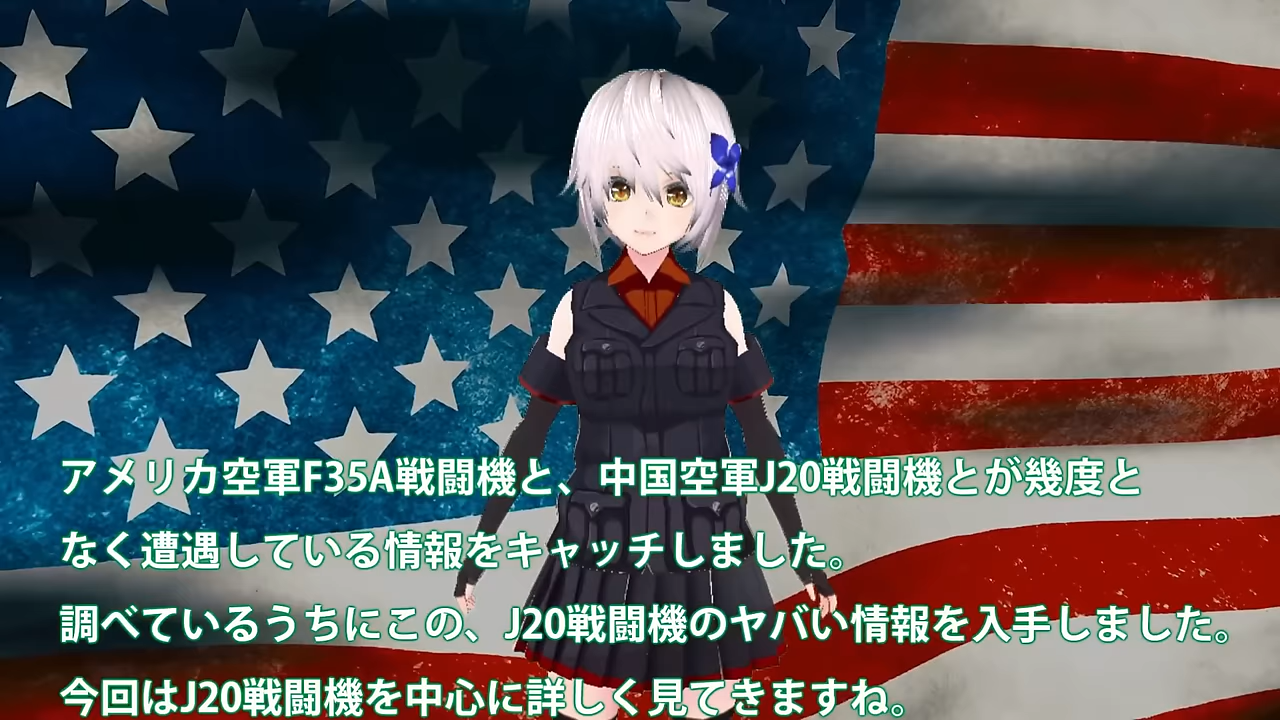 アメリカ空軍F35A戦闘機と、中国空軍J20戦闘機とが幾度と
なく遭遇している情報をキャッチしました。
調べているうちにこの、J20戦闘機のヤバい情報を入手しました。
今回はJ20戦闘機を中心に詳しく見てきますね。